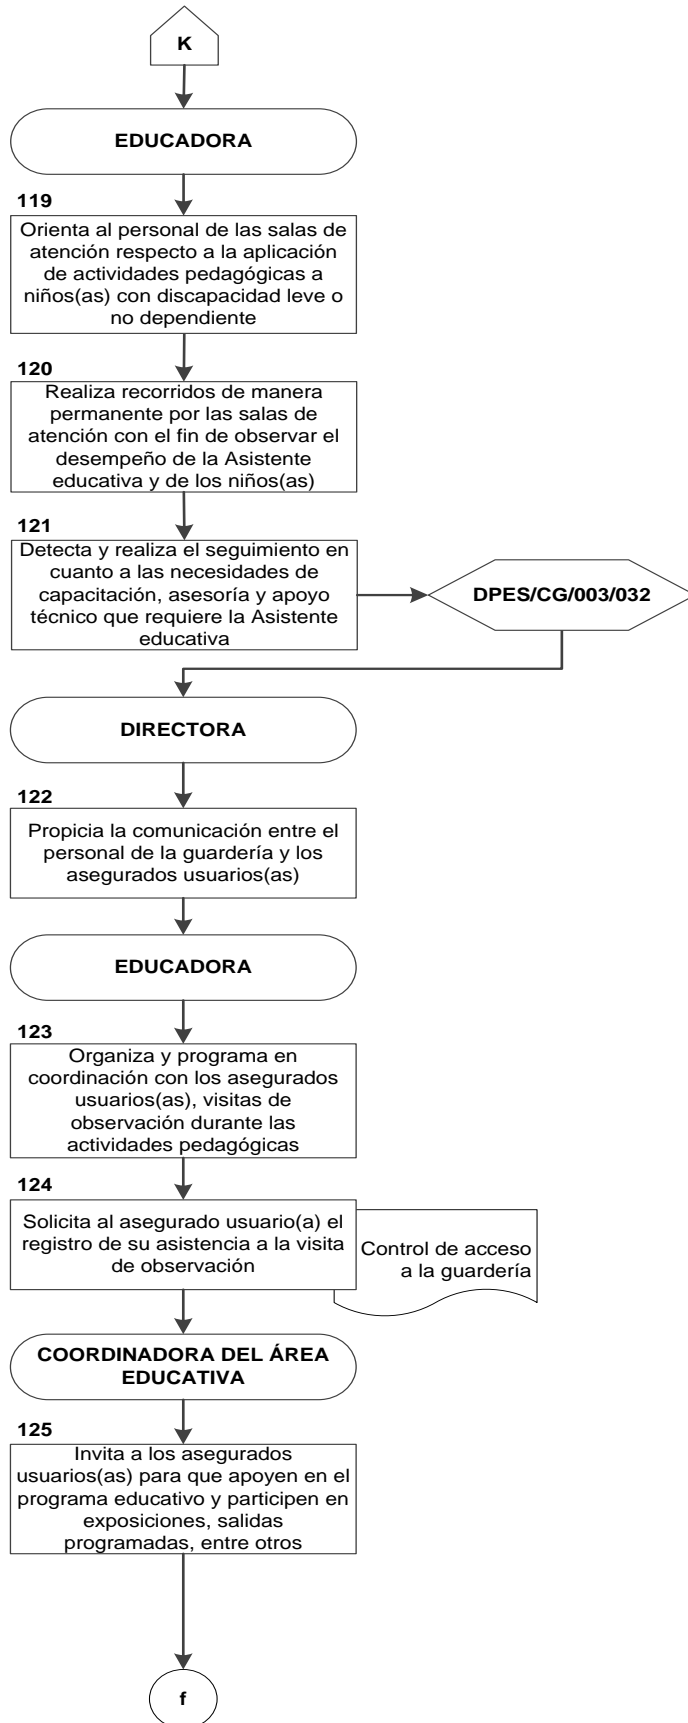 K
EDUCADORA
119
Orienta al personal de las salas de
atención respecto a la aplicación
de actividades pedagógicas a
niños(as) con discapacidad leve o
no dependiente
120
Realiza recorridos de manera
permanente por las salas de
atención con el fin de observar el
desempeño de la Asistente
educativa y de los niños(as)
121
Detecta y realiza el seguimiento en
cuanto a las necesidades de
capacitación, asesoría y apoyo
técnico que requiere la Asistente
educativa
DPES/CG/003/032
DIRECTORA
122
Propicia la comunicación entre el
personal de la guardería y los
asegurados usuarios(as)
EDUCADORA
123
Organiza y programa en
coordinación con los asegurados
usuarios(as), visitas de
observación durante las
actividades pedagógicas
124
Solicita al asegurado usuario(a) el
registro de su asistencia a la visita
de observación
Control de acceso
a la guardería
COORDINADORA DEL ÁREA
EDUCATIVA
125
Invita a los asegurados
usuarios(as) para que apoyen en el
programa educativo y participen en
exposiciones, salidas
programadas, entre otros
f